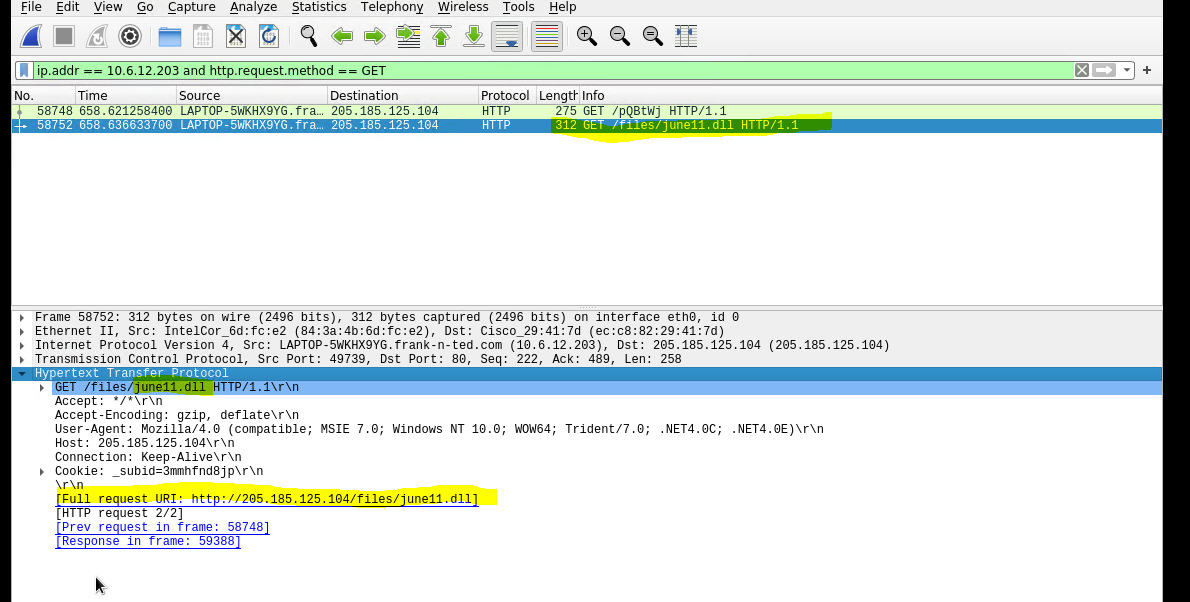 File Edit View Go Capture Analyze Statistics Telephony Wireless Tools Help
ip.addr == 10.6.12.203 and http.request.method == GET
No. Time Source Destination Protocol Length Info
58748 658.621258400 LAPTOP-5WKHX9YG.fra… 205.185.125.104 HTTP 275 GET /pQBtWj HTTP/1.1
58752 658.636633700 LAPTOP-5WKHX9YG.fra… 205.185.125.104 HTTP 312 GET /files/june11.dll HTTP/1.1
Frame 58752: 312 bytes on wire (2496 bits), 312 bytes captured (2496 bits) on interface eth0, id 0
Ethernet II, Src: IntelCor_6d:fc:e2 (84:3a:4b:6d:fc:e2), Dst: Cisco_29:41:7d (ec:c8:82:29:41:7d)
Internet Protocol Version 4, Src: LAPTOP-5WKHX9YG.frank-n-ted.com (10.6.12.203), Dst: 205.185.125.104 (205.185.125.104)
Transmission Control Protocol, Src Port: 49739, Dst Port: 80, Seq: 222, Ack: 489, Len: 258
Hypertext Transfer Protocol
GET /files/june11.dll HTTP/1.1\r\n
Accept: */*\r\n
Accept-Encoding: gzip, deflate\r\n
User-Agent: Mozilla/4.0 (compatible; MSIE 7.0; Windows NT 10.0; WOW64; Trident/7.0; .NET4.0C; .NET4.0E)\r\n
Host: 205.185.125.104\r\n
Connection: Keep-Alive\r\n
Cookie: _subid=3mmhfnd8jp\r\n
\r\n
[Full request URI: http://205.185.125.104/files/june11.dll]
[HTTP request 2/2]
[Prev request in frame: 58748]
[Response in frame: 59388]